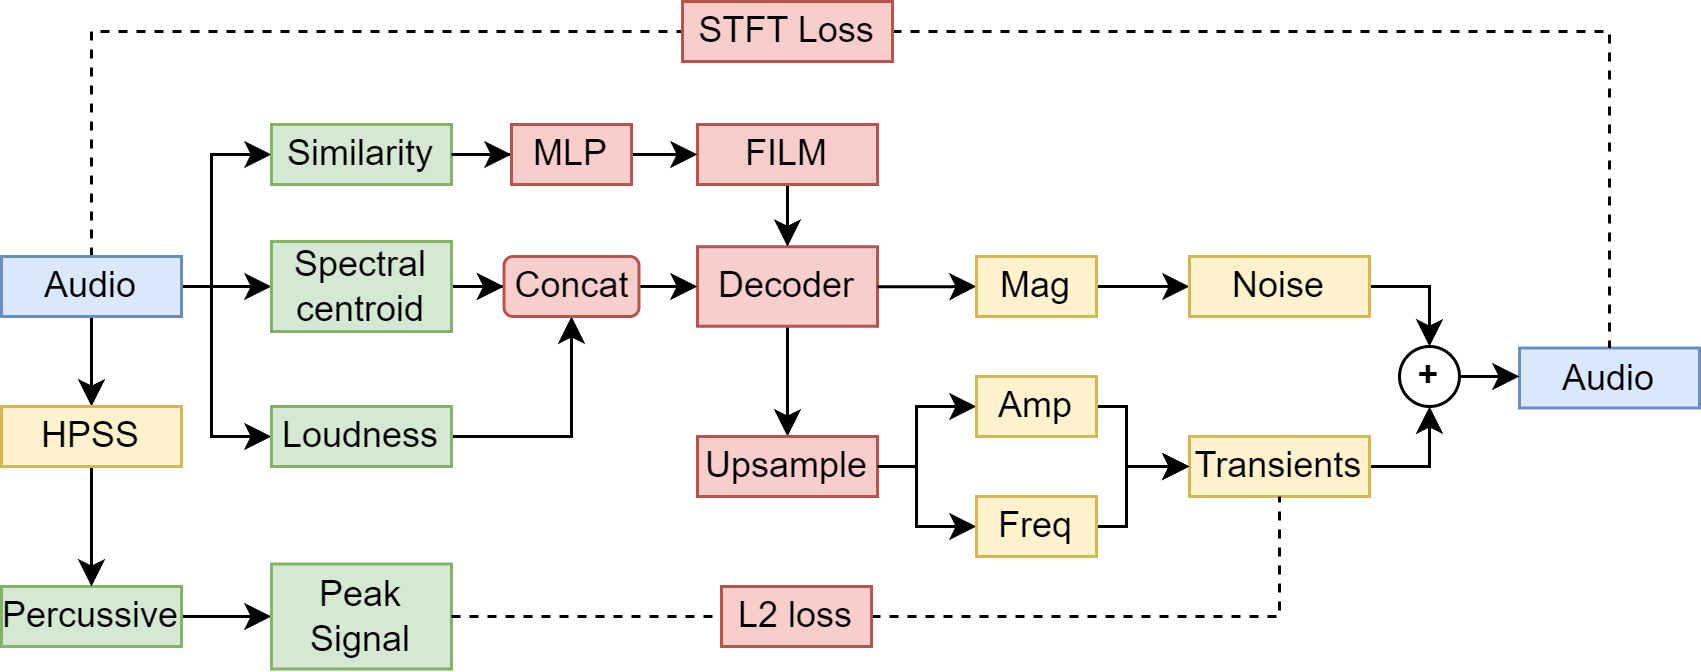 STFT Loss
Similarity
MLP
FILM
Audio
Spectral
centroid
Concat
Decoder
Mag
Noise
+
Audio
HPSS
Loudness
Upsample
Amp
Transients
Freq
Percussive
Peak
Signal
L2 loss